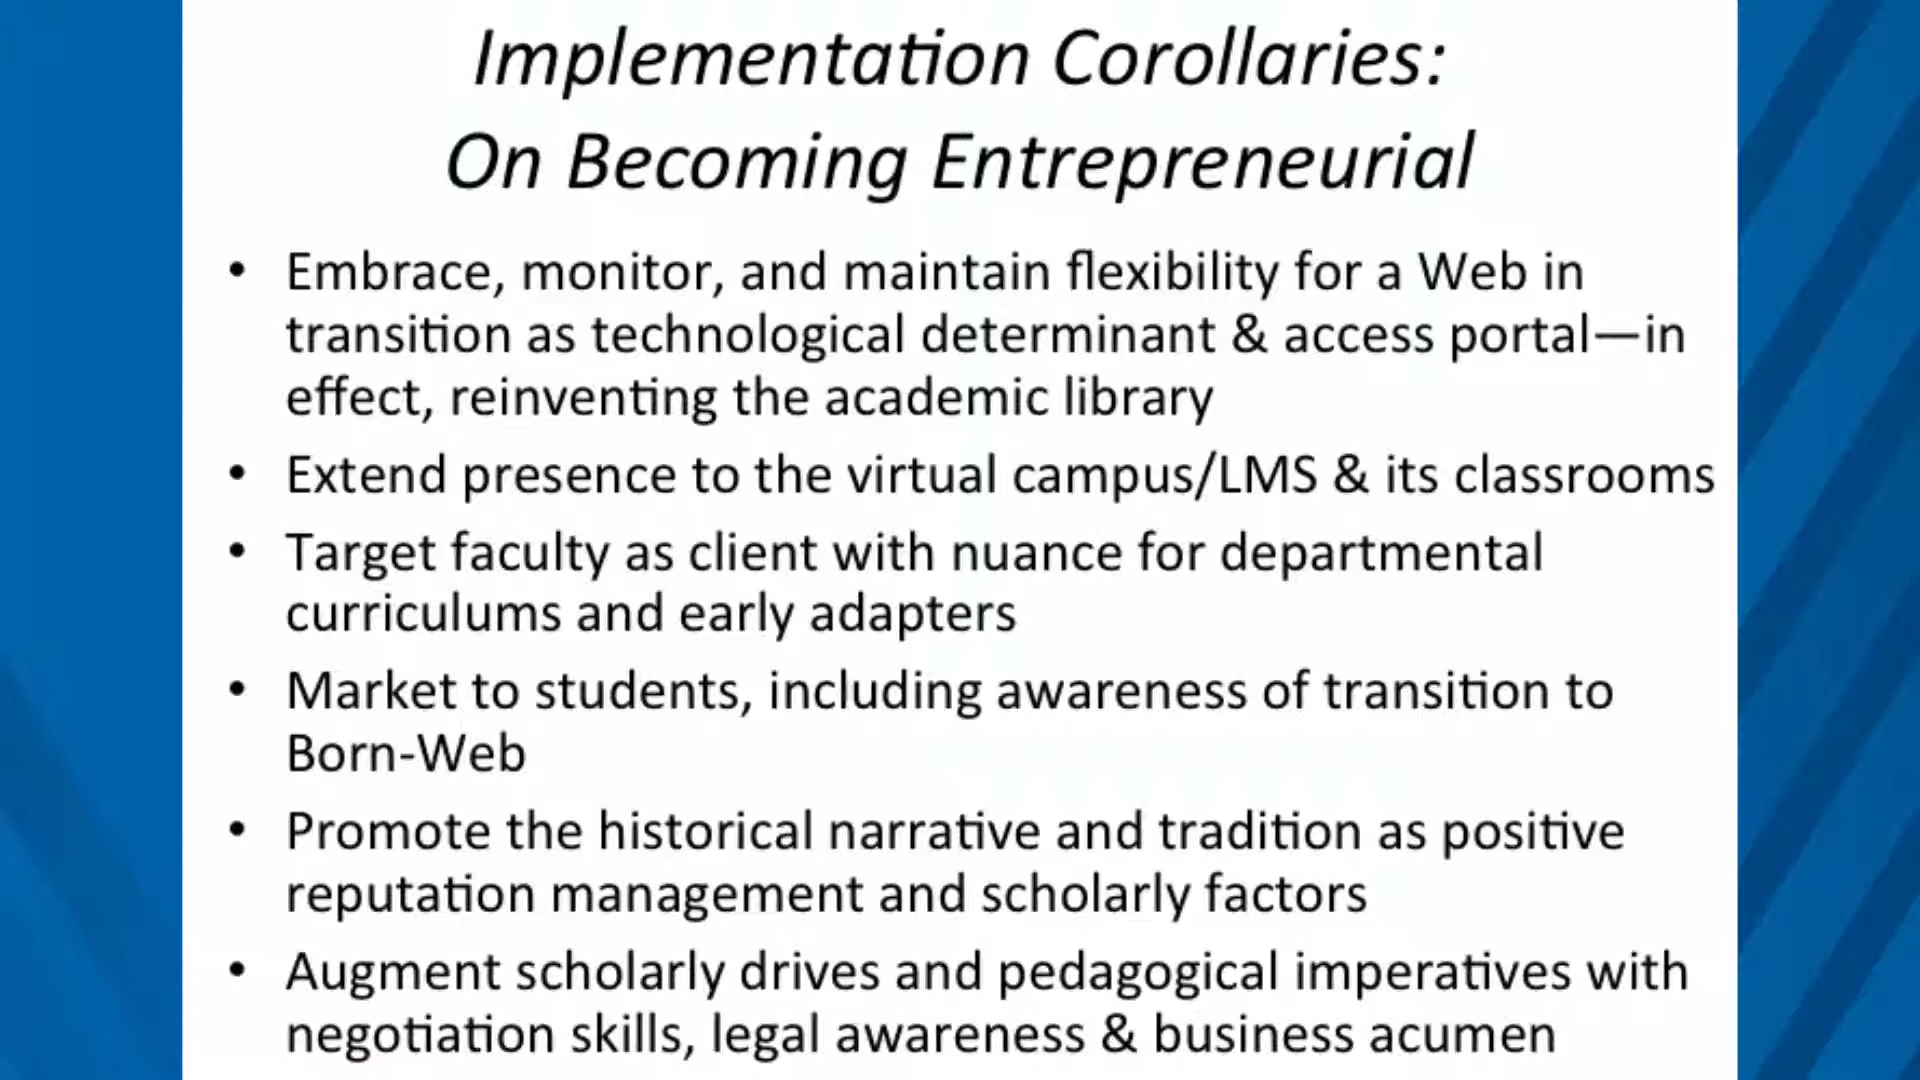 Implementation Corollaries:
On Becoming Entrepreneurial
• Embrace, monitor, and maintain flexibility for a Web in
transition as technological determinant & access portal—in
effect, reinventing the academic library
• Extend presence to the virtual campus/LMS & its classrooms
• Target faculty as client with nuance for departmental
curriculums and early adapters
• Market to students, including awareness of transition to
Born-Web
• Promote the historical narrative and tradition as positive
reputation management and scholarly factors
• Augment scholarly drives and pedagogical imperatives with
negotiation skills, legal awareness & business acumen